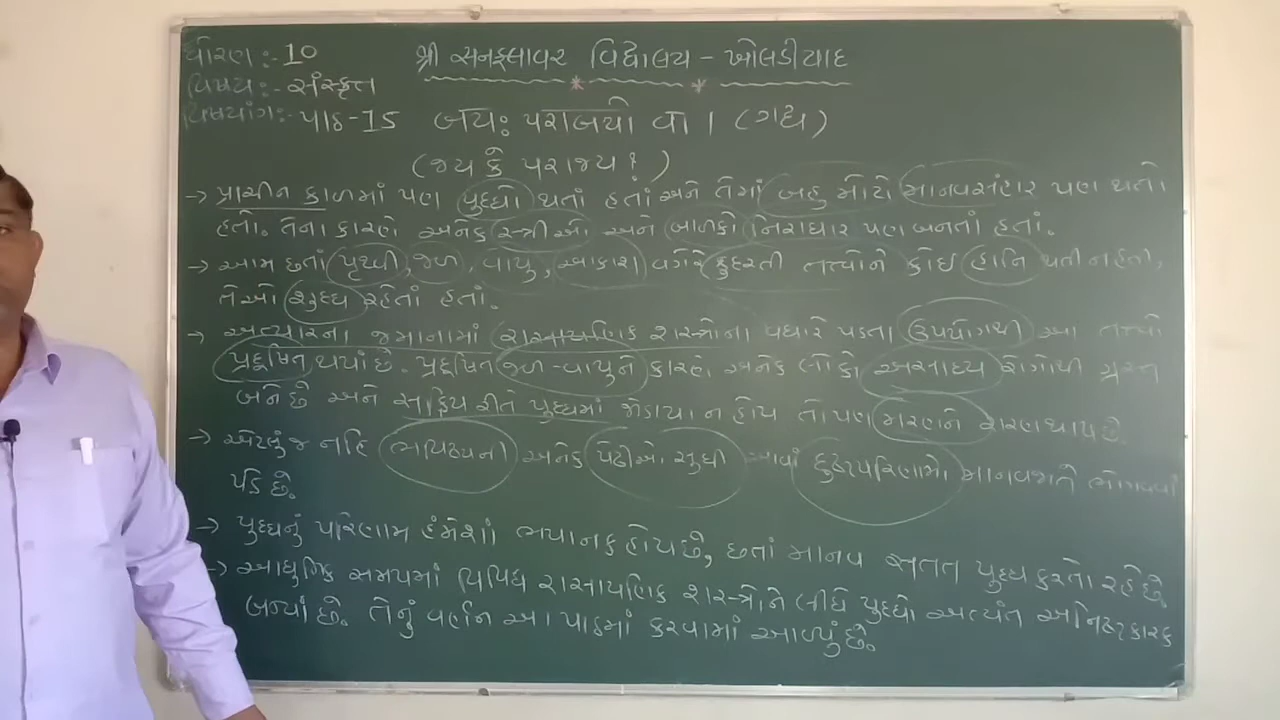 ધોરણ:- 10
શ્રી સનફ્લાવર વિદ્યાલય - ખોલડીયાદ
વિષય:- સંસ્કૃત
વિષયાંગ:- પાઠ-15 જયઃ પરાજયો વા । (ગદ્ય)
(જય કે પરાજય ? )
→ પ્રાચીન કાળમાં પણ યુદ્ધો થતાં હતાં અને તેમાં બહુ મોટો માનવસંહાર પણ થતો
હતો. તેના કારણે અનેક સ્ત્રીઓ અને બાળકો નિરાધાર પણ બનતાં હતાં.
→ આમ છતાં પૃથ્વી, જળ, વાયુ, આકાશ વગેરે કુદરતી તત્ત્વોને કોઈ હાનિ થતી નહતી,
તેઓ શુદ્ધ રહેતાં હતાં.
→ અત્યારના જમાનામાં રાસાયણિક શસ્ત્રોના વધારે પડતા ઉપયોગથી આ તત્ત્વો
પ્રદૂષિત થયાં છે. પ્રદૂષિત જળ-વાયુને કારણે અનેક લોકો અસાધ્ય રોગોથી ગ્રસ્ત
બને છે અને સક્રિય રીતે યુદ્ધમાં જોડાયા ન હોય તો પણ મરણને શરણ થાય છે.
→ એટલું જ નહિ ભવિષ્યની અનેક પેઢીઓ સુધી આવાં દુષ્પરિણામો માનવજાતે ભોગવવાં
પડે છે.
→ યુદ્ધનું પરિણામ હંમેશાં ભયાનક હોય છે, છતાં માનવ સતત યુદ્ધ કરતો રહે છે.
→ આધુનિક સમયમાં વિવિધ રાસાયણિક શસ્ત્રોને લીધે યુદ્ધો અત્યંત અનિષ્ટકારક
બન્યાં છે. તેનું વર્ણન આ પાઠમાં કરવામાં આવ્યું છે.